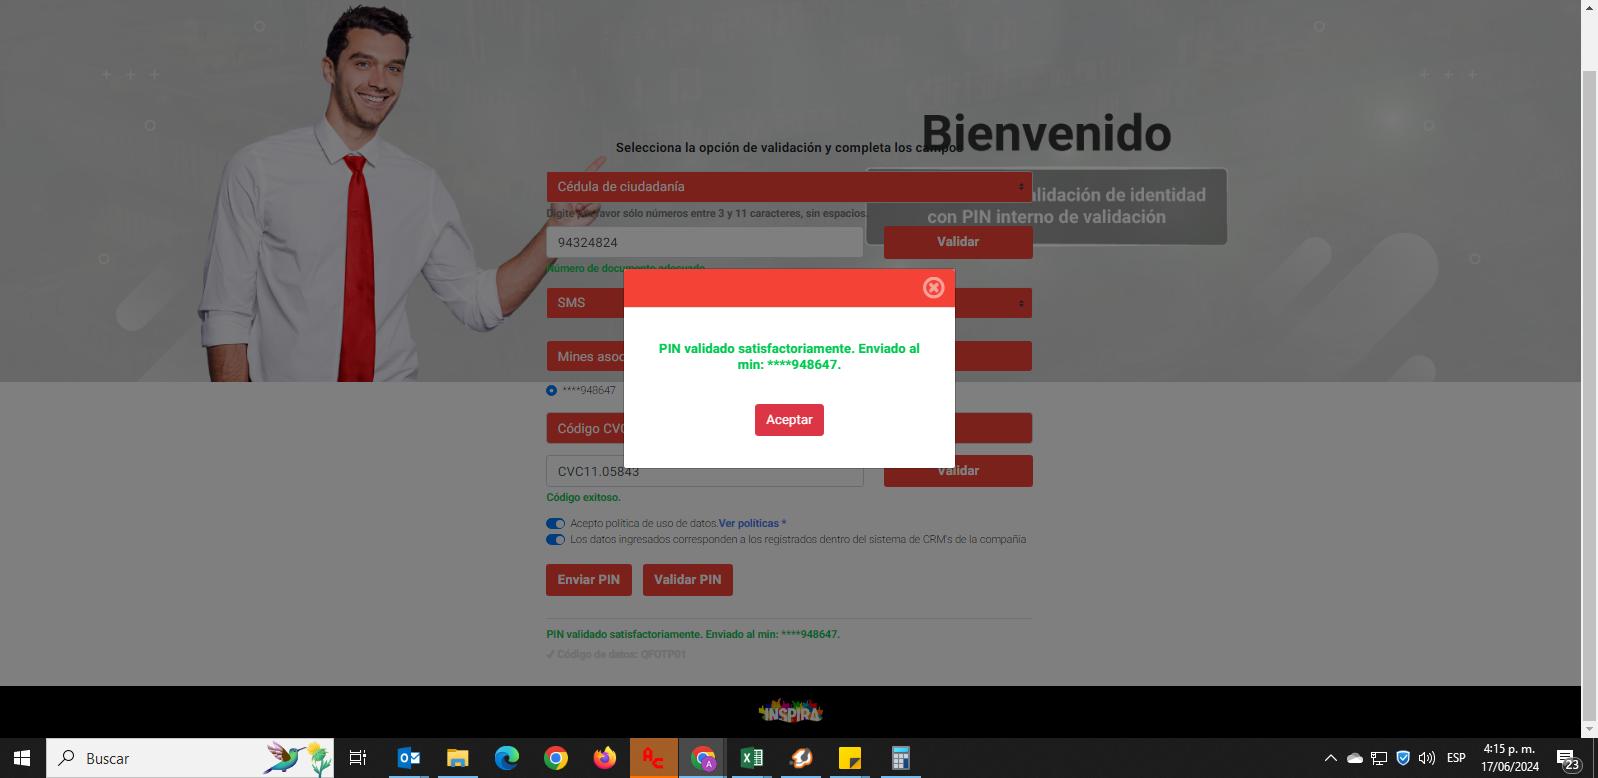 Bienvenido
Selecciona la opción de validación y completa los campos
Cédula de ciudadanía
alidación de identidad
con PIN interno de validación
Digite por favor sólo números entre 3 y 11 caracteres, sin espacios.
94324824
Validar
Número de documento adecuado
SMS
PIN validado satisfactoriamente. Enviado al
min: ****948647.
Mines asoc
****948647
Aceptar
Código CVC
CVC11.05843
Validar
Código exitoso.
Acepto política de uso de datos.Ver políticas *
Los datos ingresados corresponden a los registrados dentro del sistema de CRM's de la compañia
Enviar PIN
Validar PIN
PIN validado satisfactoriamente. Enviado al min: ****948647.
✔ Código de datos: QFOTP01
INSPIRA
Buscar
ESP
4:15 p. m.
17/06/2024
23